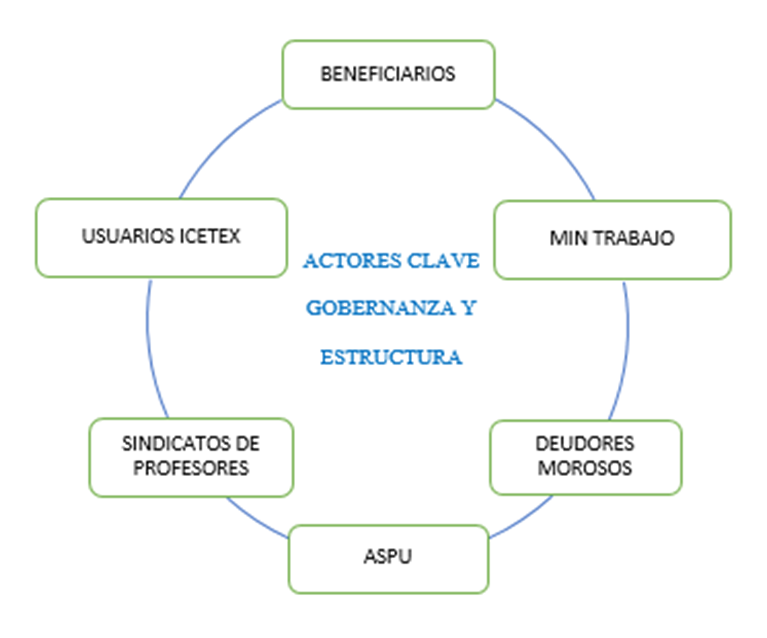 BENEFICIARIOS
USUARIOS ICETEX
MIN TRABAJO
ACTORES CLAVE
GOBERNANZA Y
ESTRUCTURA
SINDICATOS DE
PROFESORES
DEUDORES
MOROSOS
ASPU